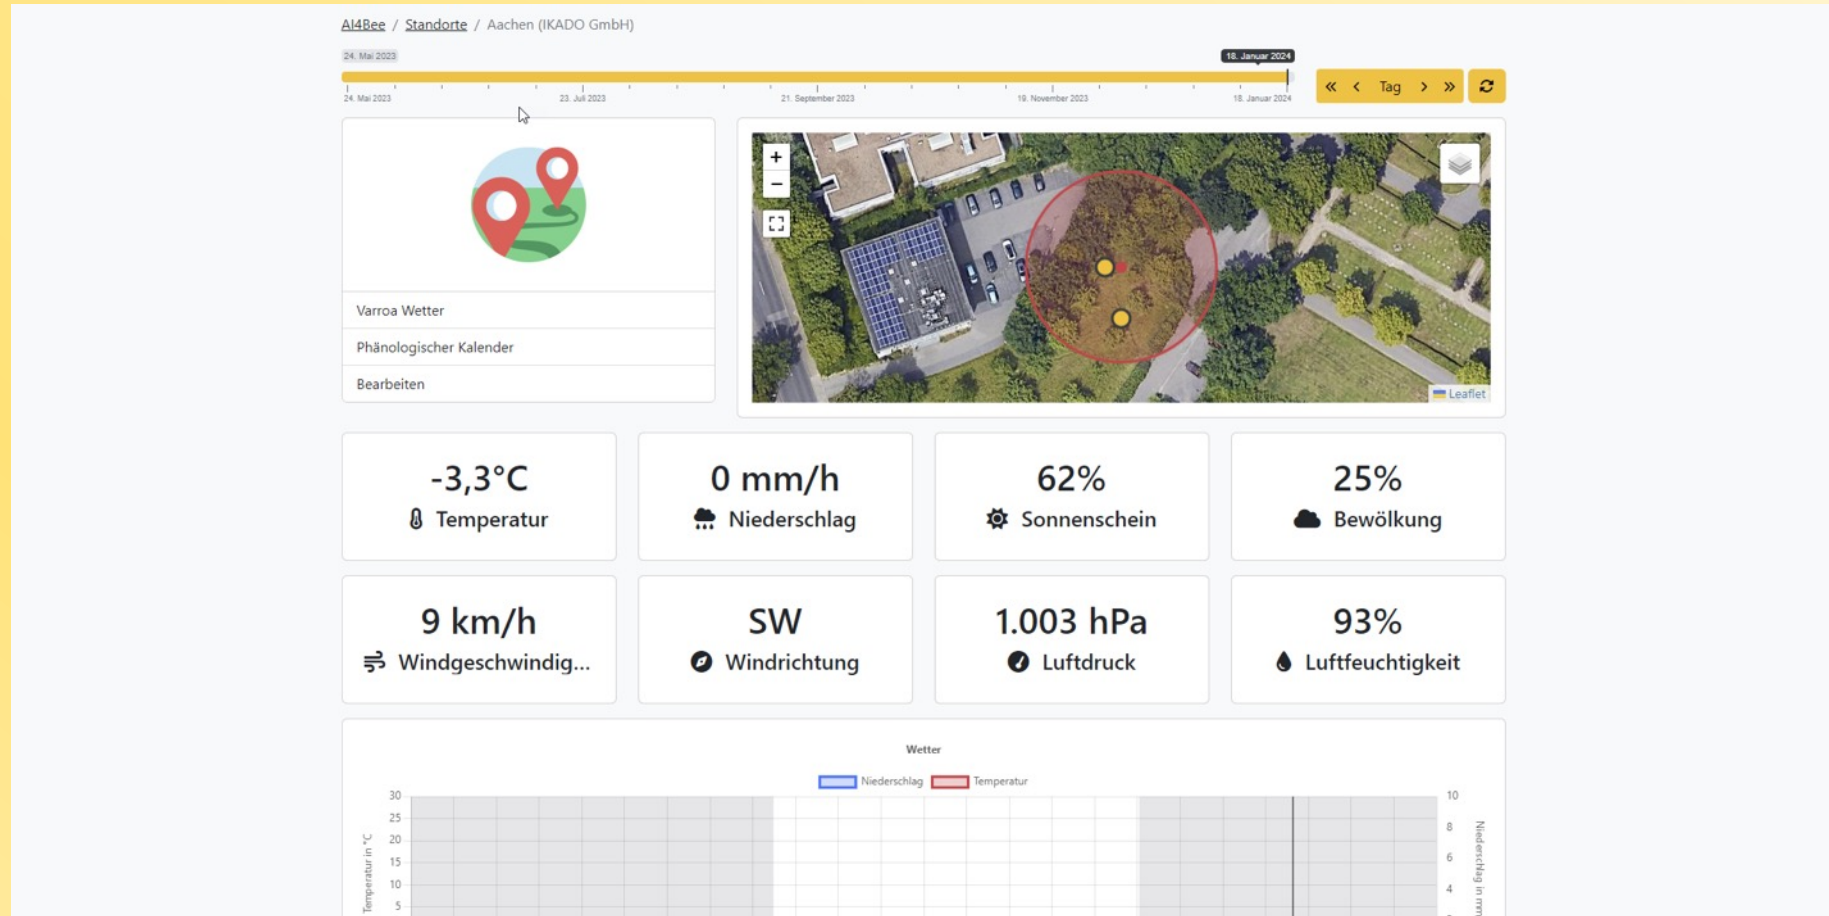 AI4Bee / Standorte / Aachen (IKADO GmbH)
24. Mai 2023
18. Januar 2024
24. Mai 2023
23. Juli 2023
21. September 2023
19. November 2023
18. Januar 2024
« ‹ Tag › »
+
−
Varroa Wetter
Phänologischer Kalender
Bearbeiten
Leaflet
-3,3°C
Temperatur
0 mm/h
Niederschlag
62%
Sonnenschein
25%
Bewölkung
9 km/h
Windgeschwindig...
SW
Windrichtung
1.003 hPa
Luftdruck
93%
Luftfeuchtigkeit
Wetter
Niederschlag
Temperatur
30
25
20
15
10
5
Temperatur in °C
10
8
6
4
Niederschlag in mm